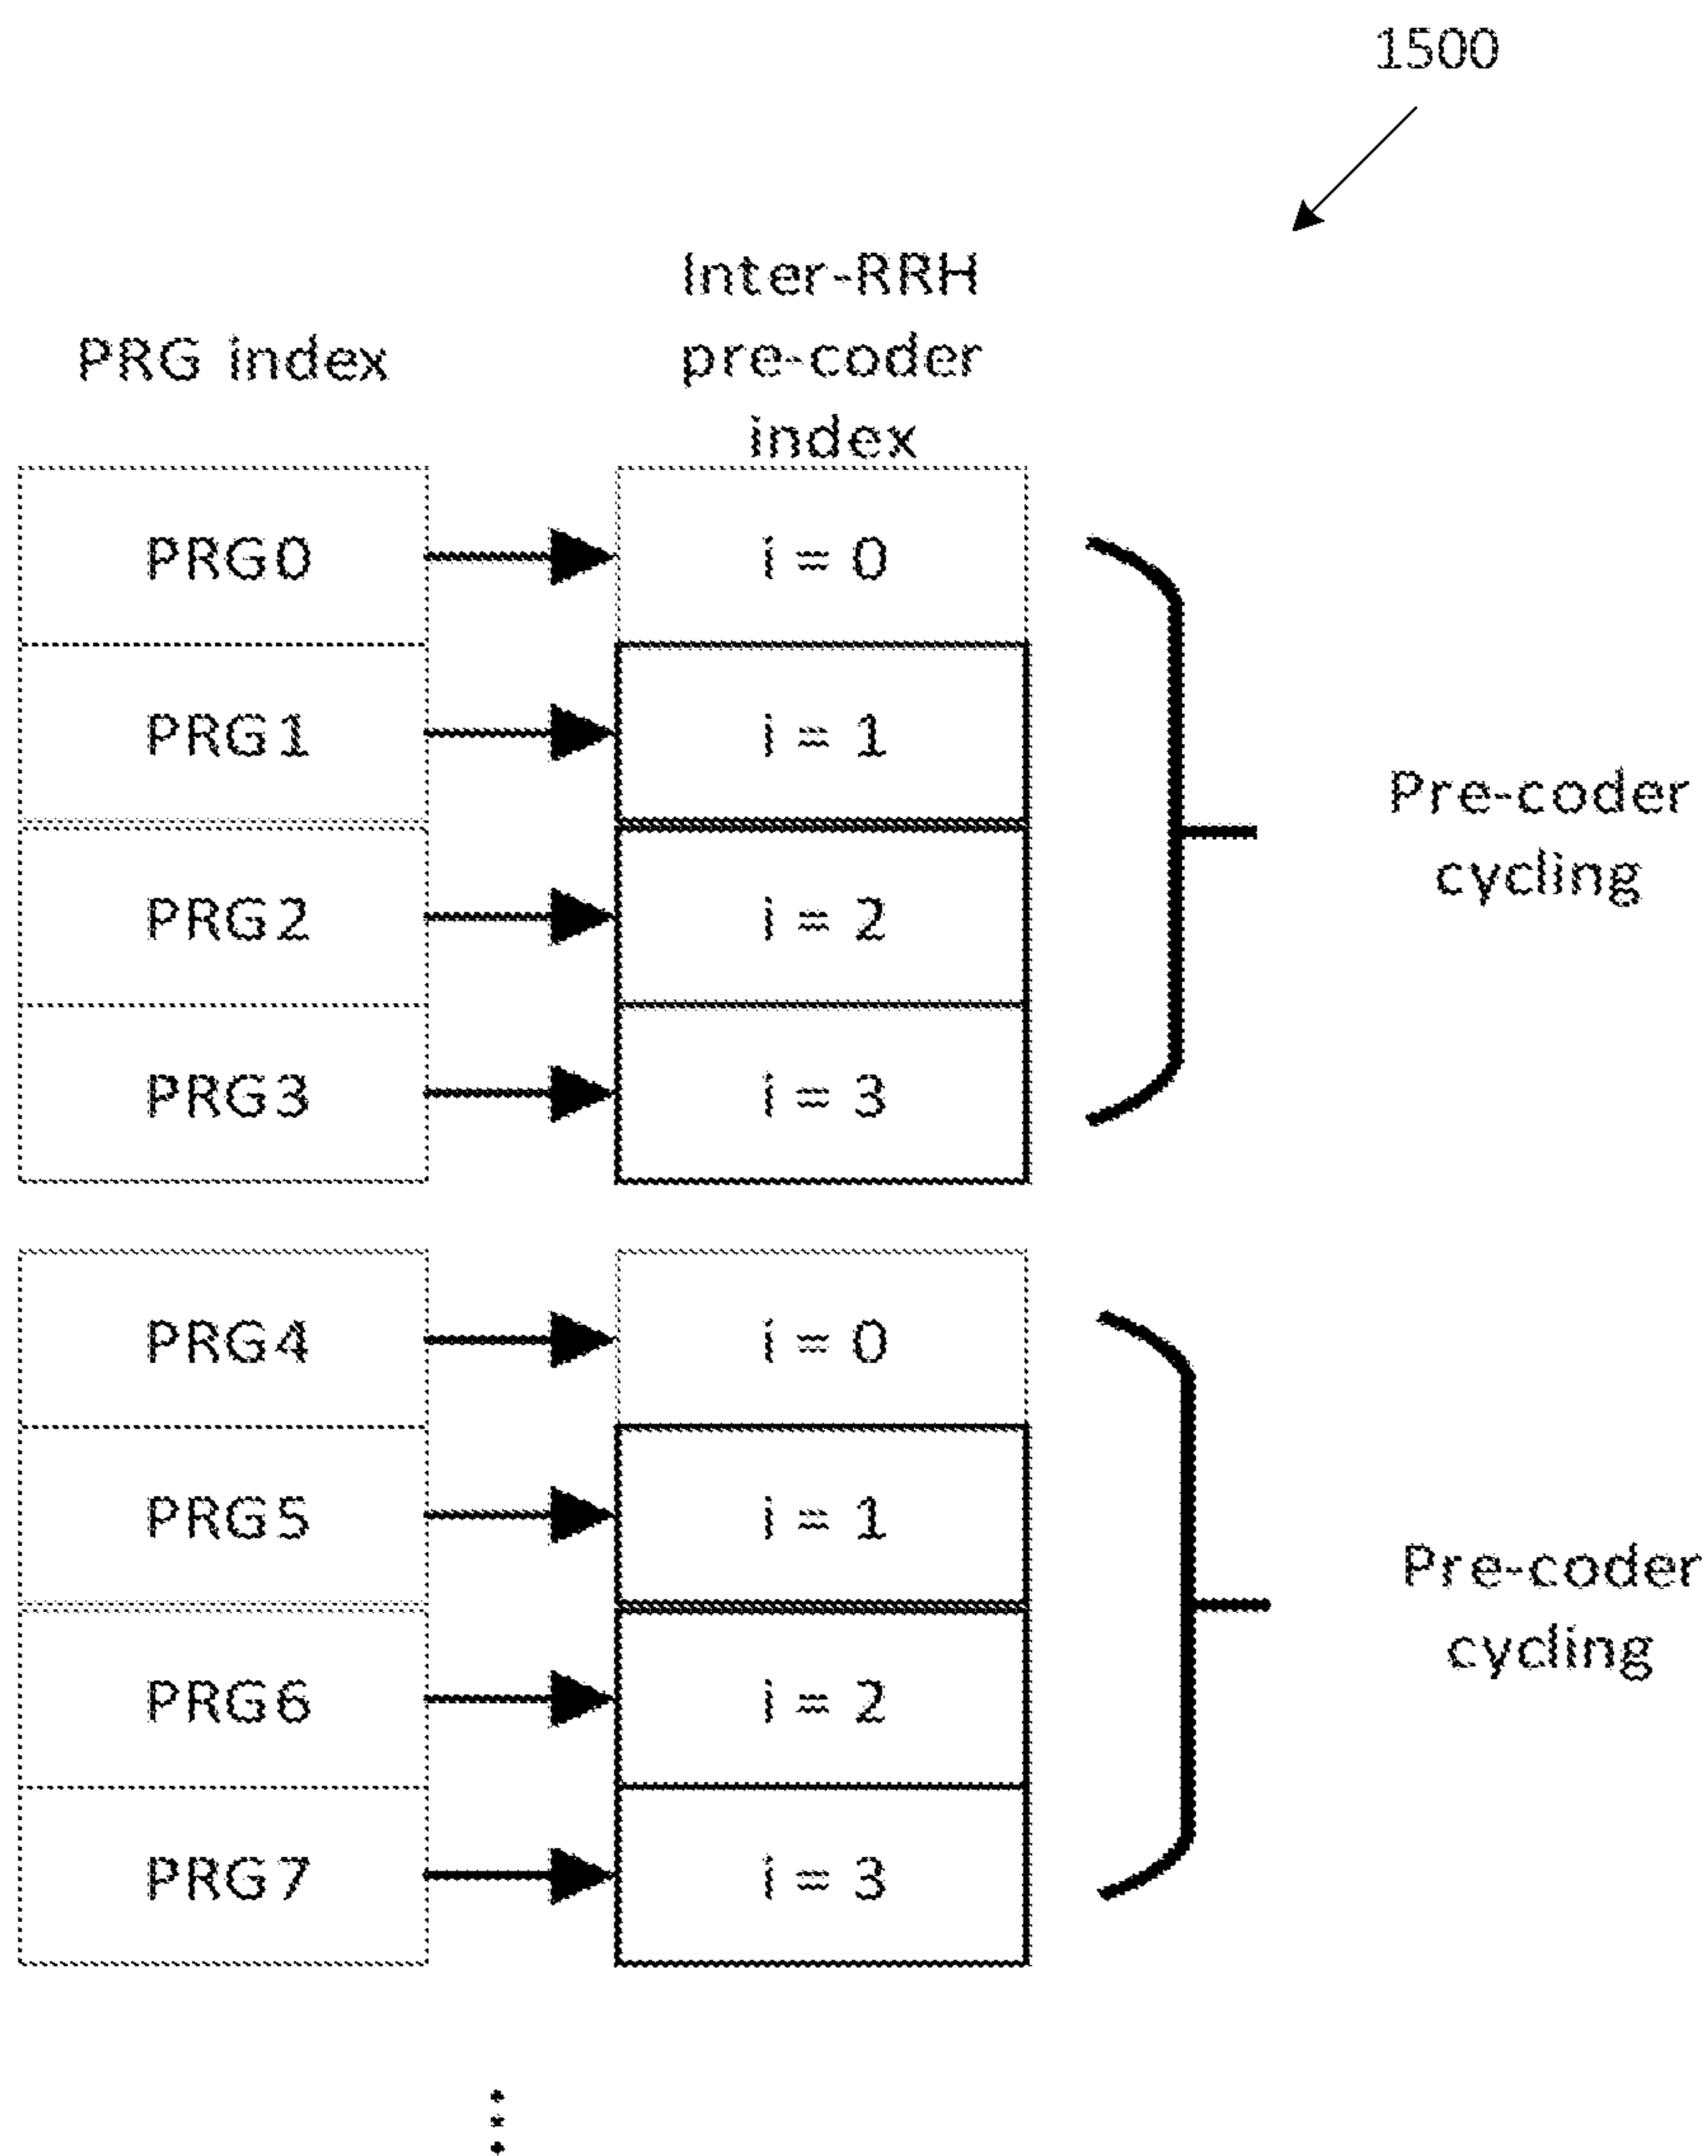 1500
PRG index
Inter-RRH
pre-coder
index
PRG0
i = 0
PRG1
i = 1
PRG2
i = 2
PRG3
i = 3
Pre-coder
cycling
PRG4
i = 0
PRG5
i = 1
PRG6
i = 2
PRG7
i = 3
Pre-coder
cycling